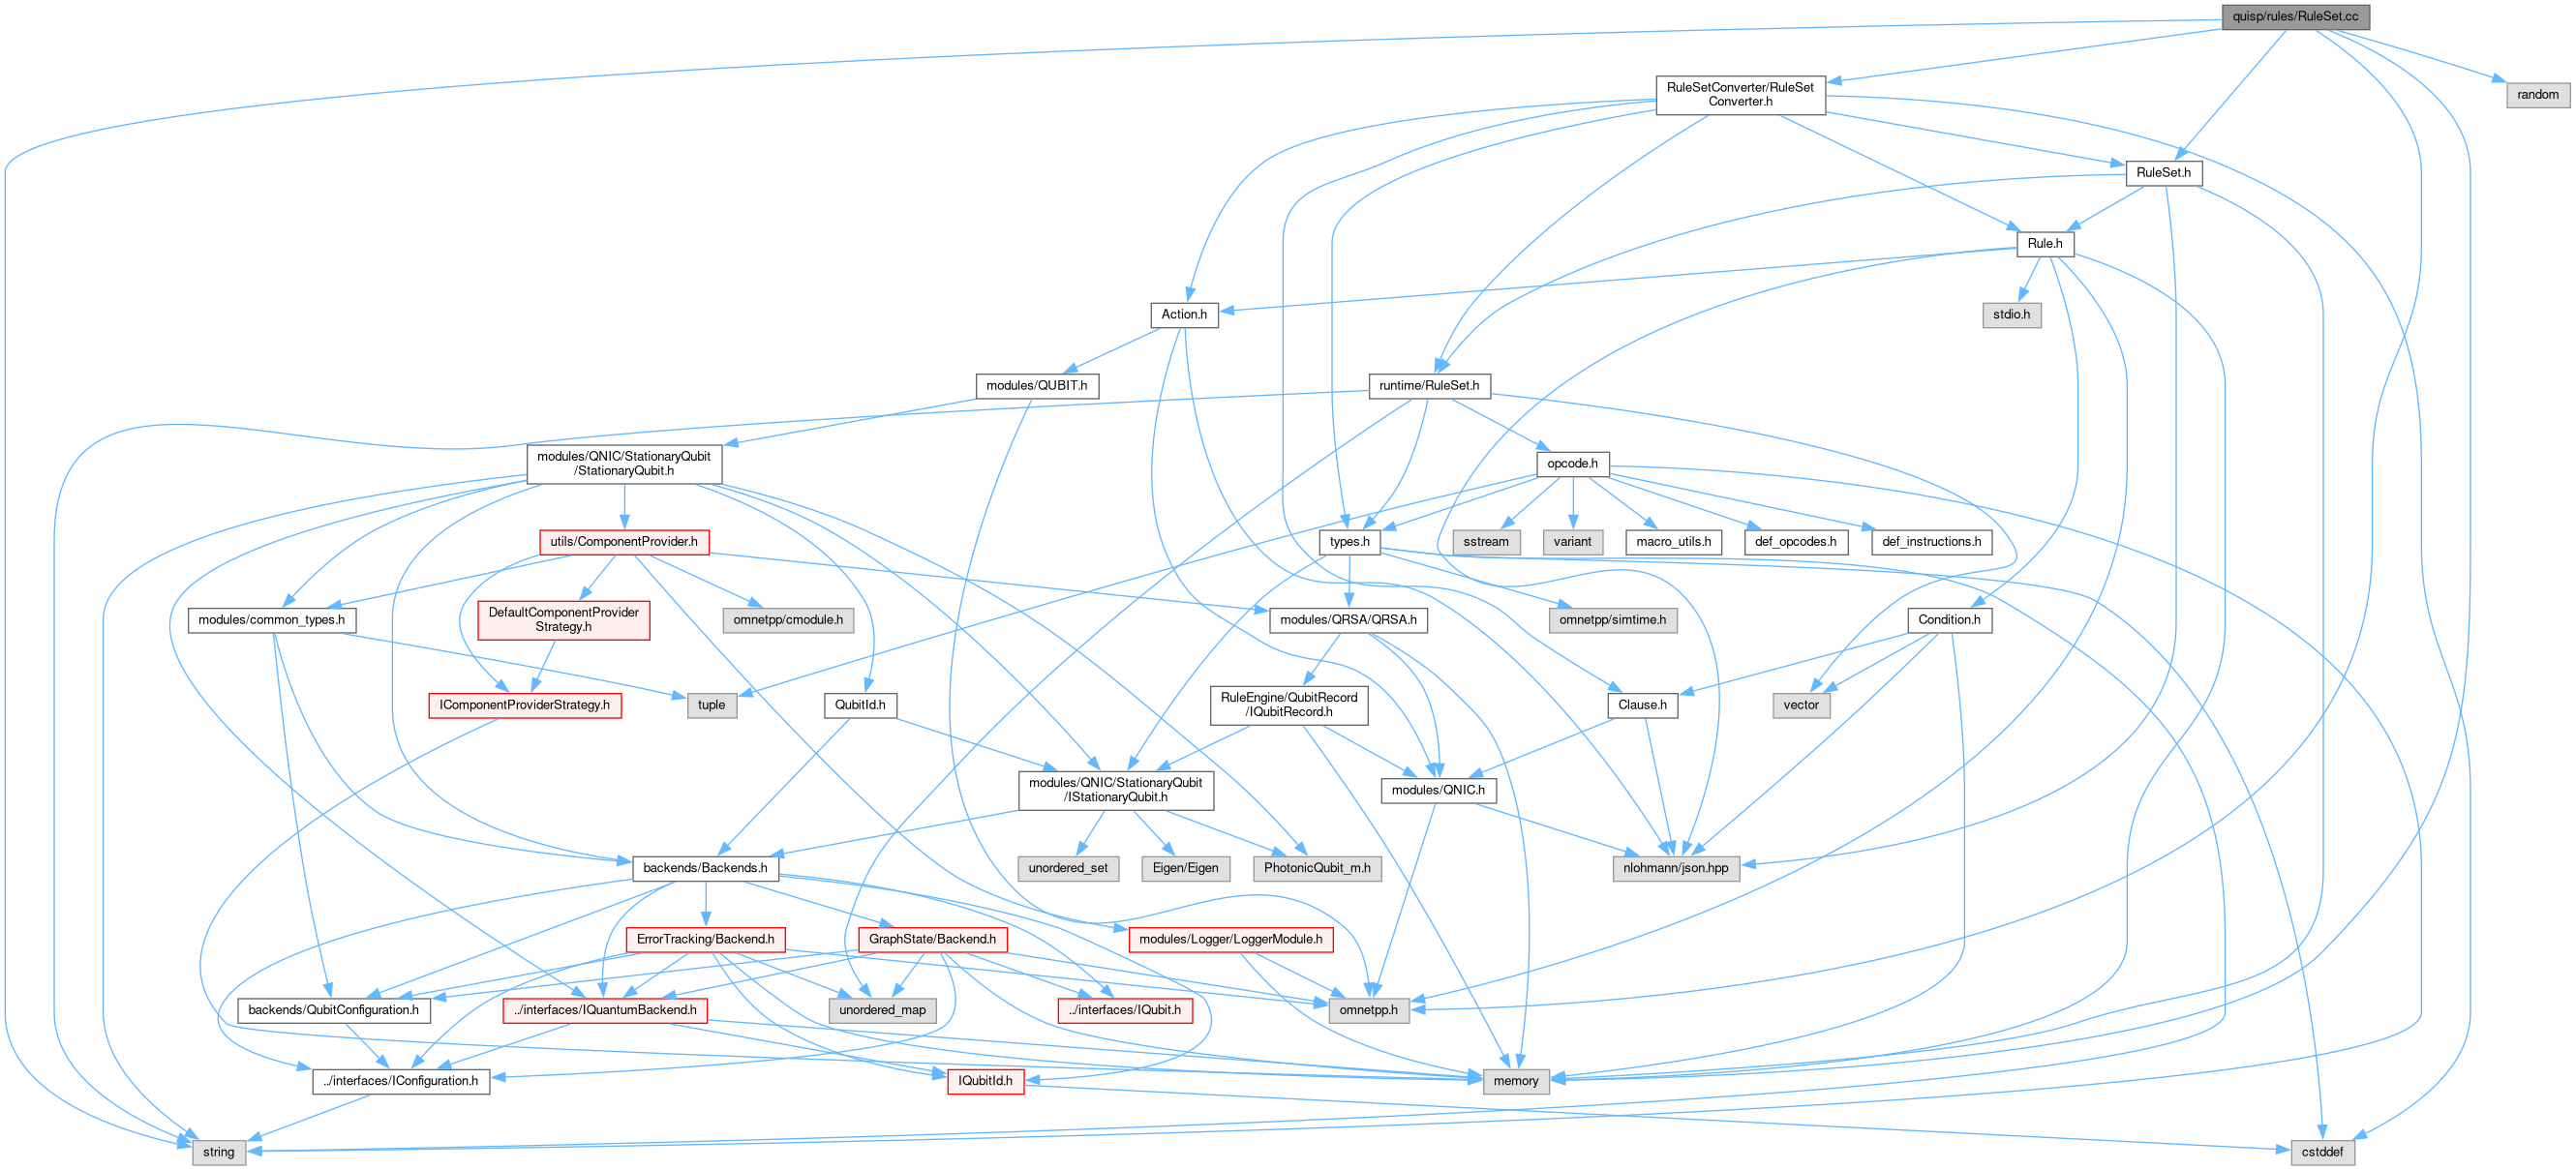 quisp/rules/RuleSet.cc
RuleSetConverter/RuleSet
Converter.h
random
RuleSet.h
Rule.h
Action.h
stdio.h
modules/QUBIT.h
runtime/RuleSet.h
modules/QNIC/StationaryQubit
/StationaryQubit.h
opcode.h
utils/ComponentProvider.h
types.h
sstream
variant
macro_utils.h
def_opcodes.h
def_instructions.h
modules/common_types.h
DefaultComponentProvider
Strategy.h
omnetpp/cmodule.h
modules/QRSA/QRSA.h
omnetpp/simtime.h
Condition.h
IComponentProviderStrategy.h
tuple
QubitId.h
RuleEngine/QubitRecord
/IQubitRecord.h
Clause.h
vector
modules/QNIC/StationaryQubit
/IStationaryQubit.h
modules/QNIC.h
backends/Backends.h
unordered_set
Eigen/Eigen
PhotonicQubit_m.h
nlohmann/json.hpp
ErrorTracking/Backend.h
GraphState/Backend.h
modules/Logger/LoggerModule.h
backends/QubitConfiguration.h
../interfaces/IQuantumBackend.h
unordered_map
../interfaces/IQubit.h
omnetpp.h
../interfaces/IConfiguration.h
IQubitId.h
memory
string
cstddef